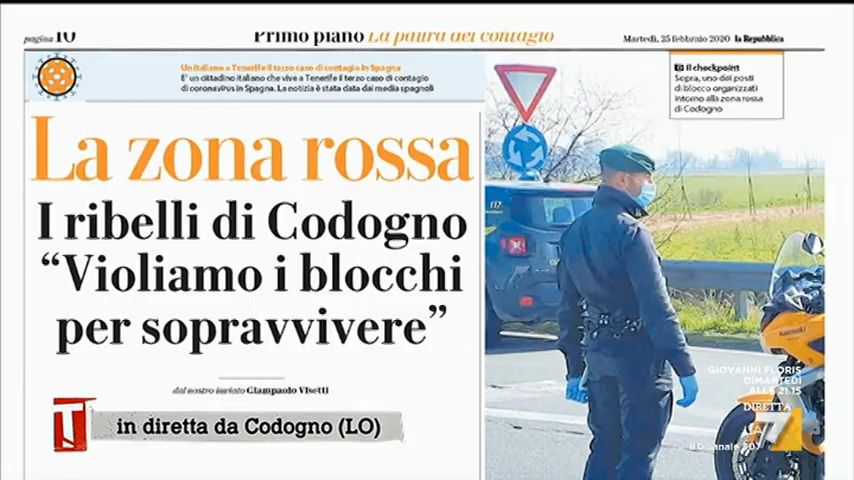 pagina 10
Primo piano La paura del contagio
Martedì, 25 febbraio 2020 la Repubblica
Un italiano a Tenerife il terzo caso di contagio in Spagna
E' un cittadino italiano che vive a Tenerife il terzo caso di contagio
di coronavirus in Spagna. La notizia è stata data dai media spagnoli
Il checkpoint
Sopra, uno dei posti
di blocco organizzati
intorno alla zona rossa
di Codogno
La zona rossa
I ribelli di Codogno
“Violiamo i blocchi
per sopravvivere”
dal nostro inviato Giampaolo Visetti
in diretta da Codogno (LO)
117
Kawasaki
GIOVANNI FLORIS
DIMARTEDÌ
ALLE 21.15
DIRETTA